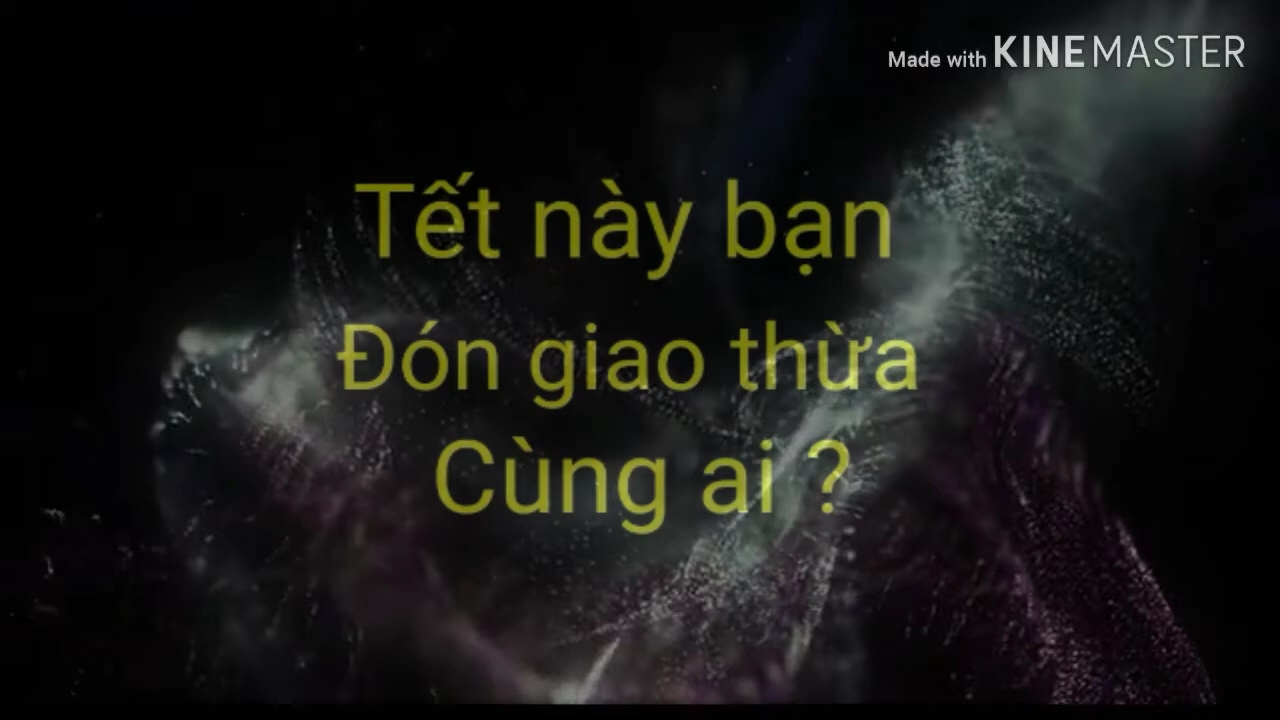 Made with KINEMASTER
Tết này bạn
Đón giao thừa
Cùng ai ?